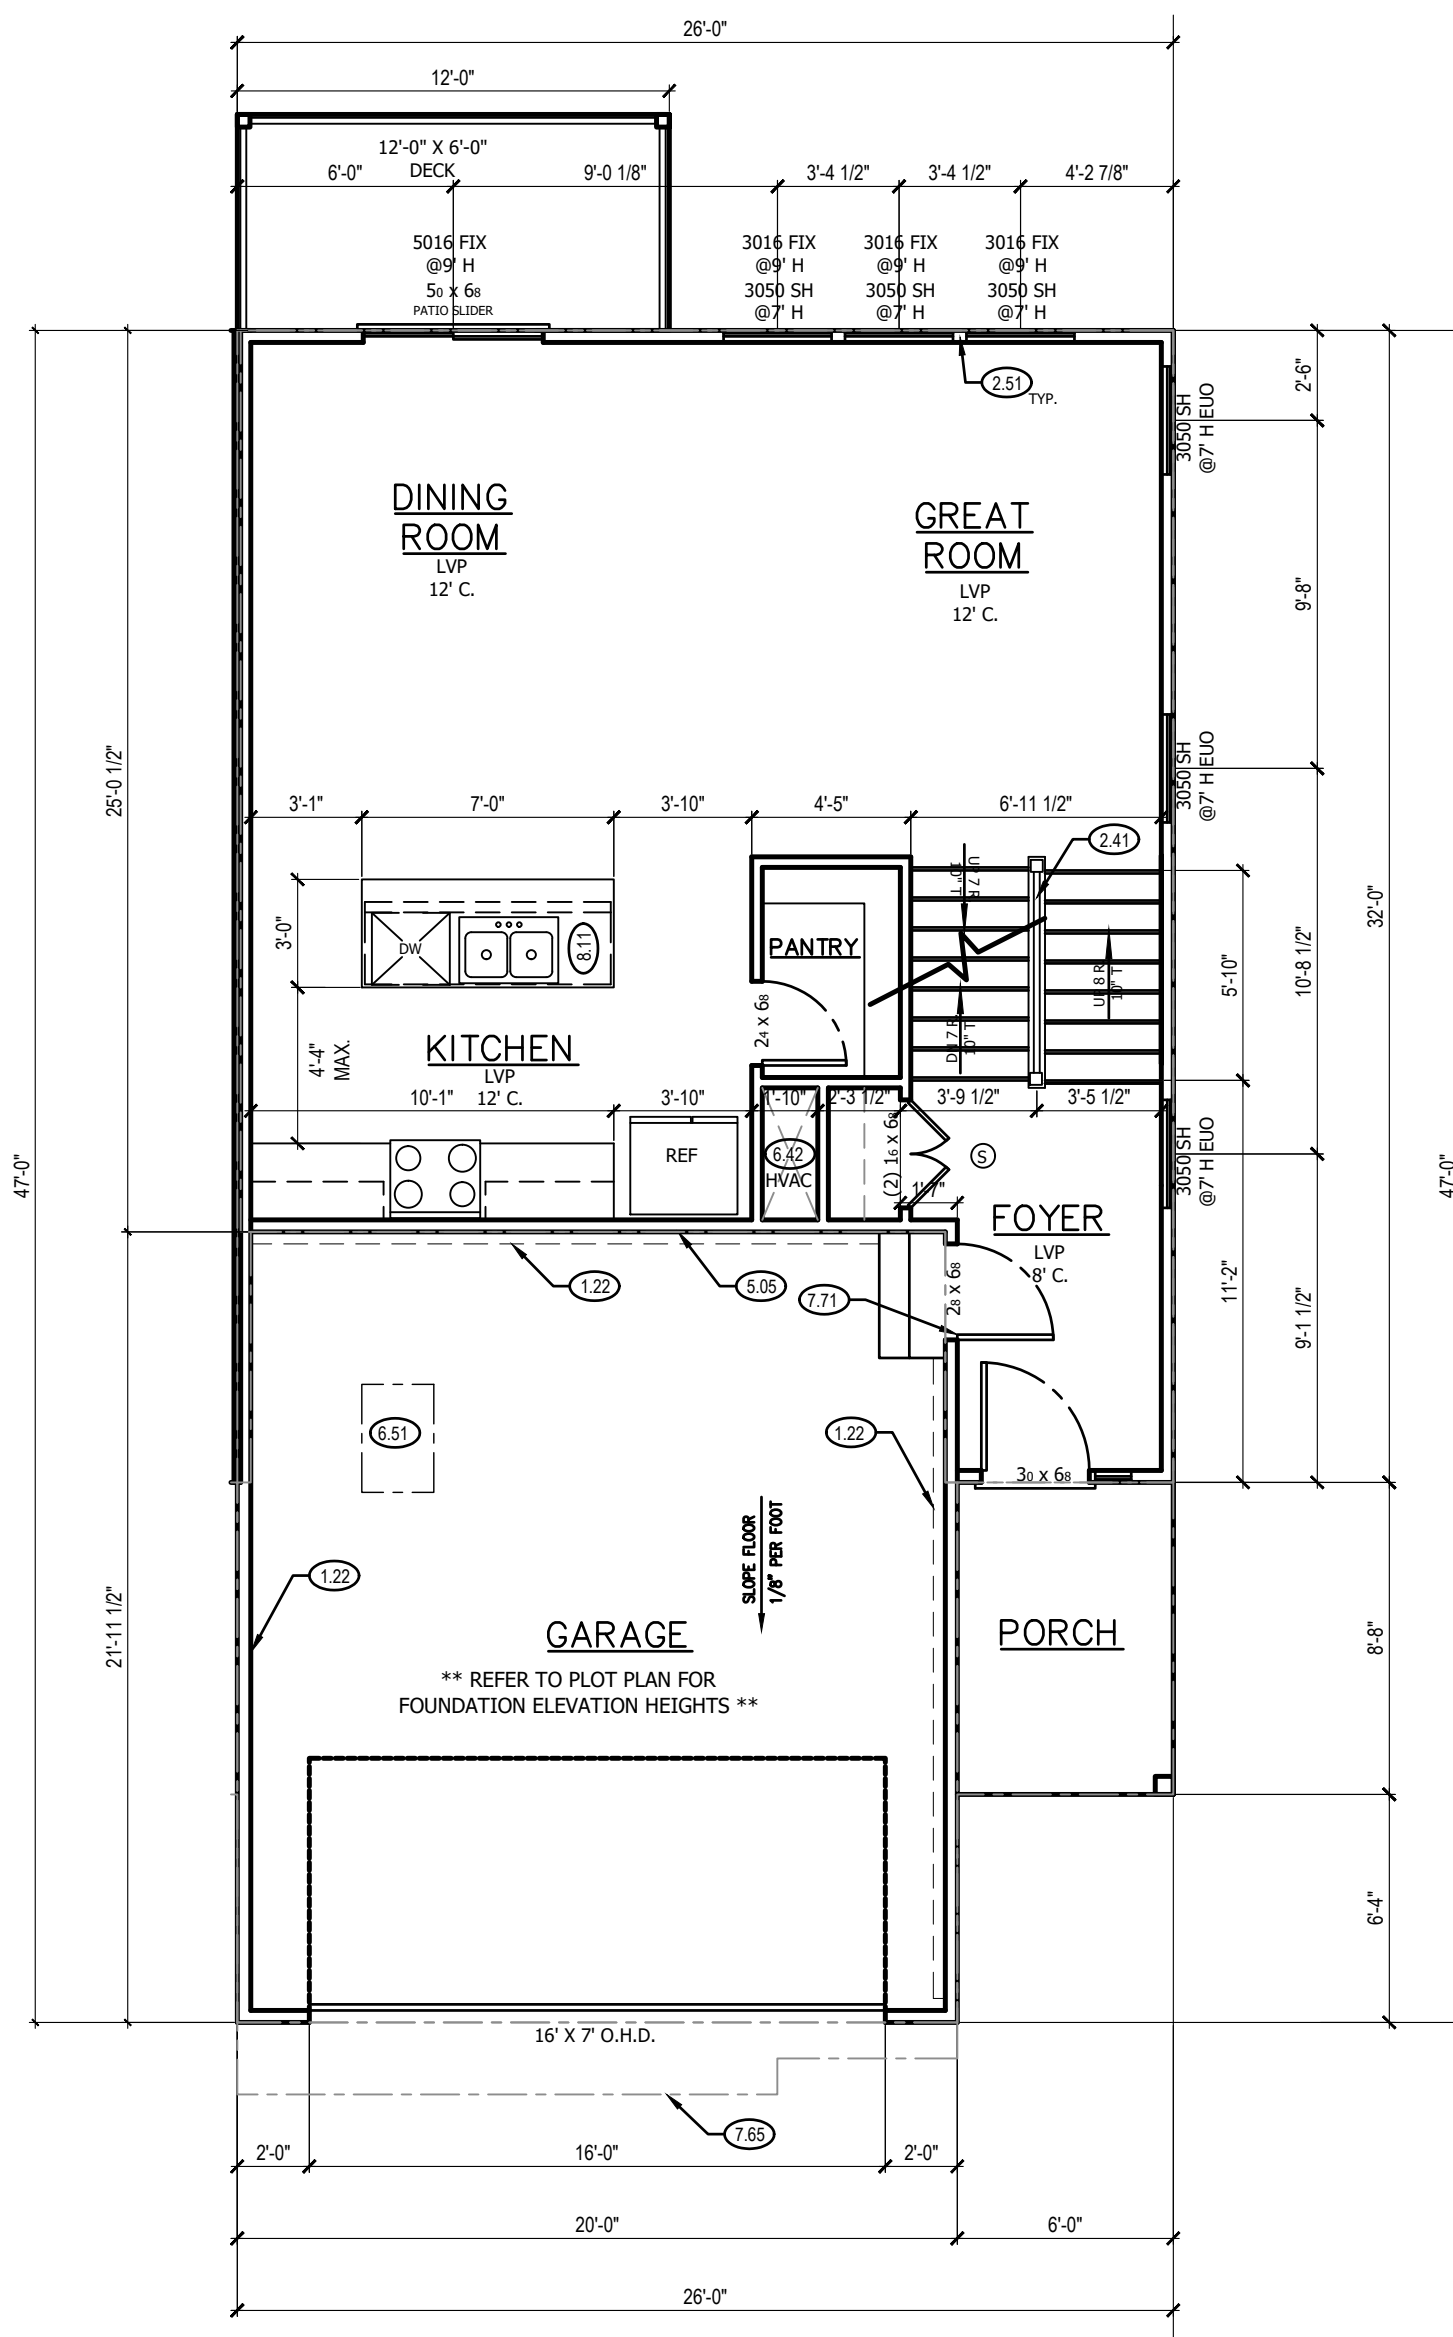 26'-0"
12'-0"
12'-0" X 6'-0"
DECK
6'-0"
9'-0 1/8"
3'-4 1/2"
3'-4 1/2"
4'-2 7/8"
5016 FIX
@9' H
50 x 68
PATIO SLIDER
3016 FIX
@9' H
3050 SH
@7' H
3016 FIX
@9' H
3050 SH
@7' H
3016 FIX
@9' H
3050 SH
@7' H
2.51
TYP.
3050 SH
@7' H EUO
2'-6"
DINING
ROOM
LVP
12' C.
GREAT
ROOM
LVP
12' C.
9'-8"
25'-0 1/2"
3050 SH
@7' H EUO
3'-1"
7'-0"
3'-10"
4'-5"
6'-11 1/2"
2.41
32'-0"
3'-0"
DW
8.11
PANTRY
UP 7 R
10" T
UP 8 R
10" T
DN 7 R
10" T
5'-10"
10'-8 1/2"
24 x 68
4'-4"
MAX.
KITCHEN
LVP
12' C.
10'-1"
3'-10"
1'-10"
2'-3 1/2"
3'-9 1/2"
3'-5 1/2"
REF
6.42
HVAC
(2) 16 x 68
S
3050 SH
@7' H EUO
47'-0"
47'-0"
1'-7"
FOYER
LVP
8' C.
1.22
5.05
7.71
28 x 68
11'-2"
9'-1 1/2"
6.51
1.22
30 x 68
SLOPE FLOOR
1/8" PER FOOT
1.22
21'-11 1/2"
GARAGE
PORCH
8'-8"
** REFER TO PLOT PLAN FOR
FOUNDATION ELEVATION HEIGHTS **
6'-4"
16' X 7' O.H.D.
7.65
2'-0"
16'-0"
2'-0"
20'-0"
6'-0"
26'-0"